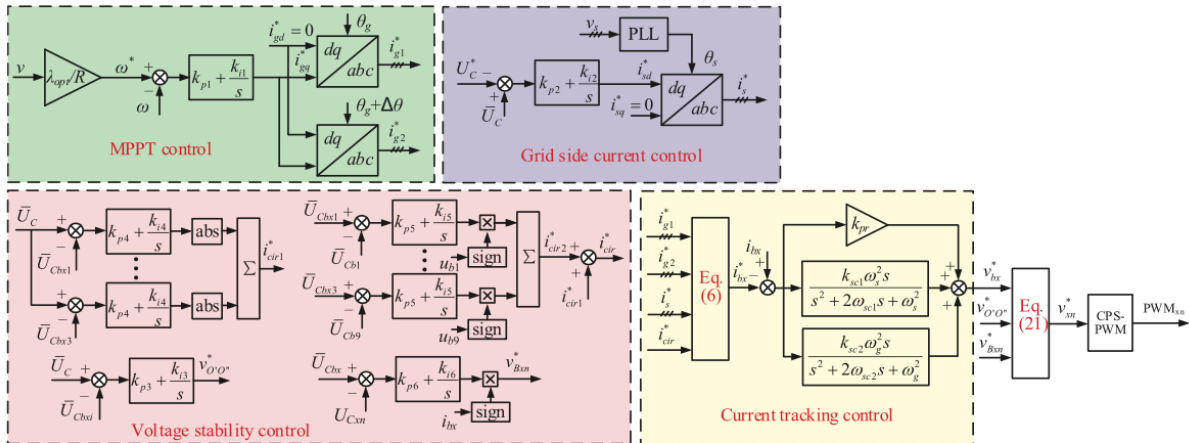 v
λopt/R
ω*
+
−
ω
kp1 + ki1/s
i*gd = 0
i*gq
θg
dq
abc
i*g1
θg+Δθ
dq
abc
i*g2
MPPT control
vs
PLL
θs
U*C
−
+
ŪC
kp2 + ki2/s
i*sd
i*sq = 0
dq
abc
i*s
Grid side current control
ŪC
+
−
ŪCbx1
kp4 + ki4/s
abs
+
−
ŪCbx3
kp4 + ki4/s
abs
Σ
i*cir1
ŪC
+
−
ŪCbxi
kp3 + ki3/s
v*O'O"
ŪCbx1
+
−
ŪCb1
kp5 + ki5/s
ub1
sign
ŪCbx3
+
−
ŪCb9
kp5 + ki5/s
ub9
sign
Σ
i*cir2
+
+
i*cir1
i*cir
ŪCbx
+
−
UCxn
kp6 + ki6/s
ibx
sign
v*Bxn
Voltage stability control
i*g1
i*g2
i*s
i*cir
Eq.
(6)
ibx
+
i*bx
−
kpr
ksc1ωs²s
s² + 2ωsc1s + ωs²
ksc2ωg²s
s² + 2ωsc2s + ωg²
+
+
+
Current tracking control
v*bx
v*O'O"
v*Bxn
Eq.
(21)
v*xn
CPS-
PWM
PWMxn